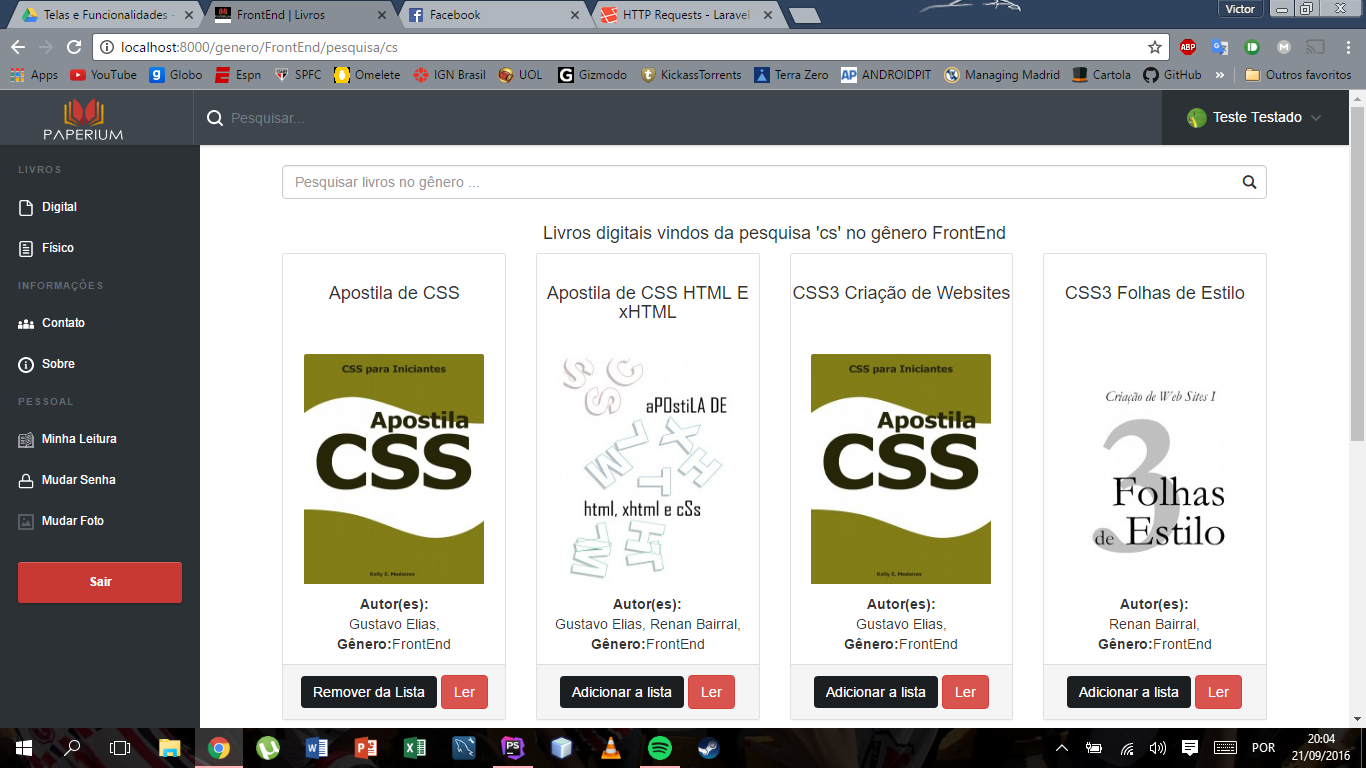 Telas e Funcionalidades -
FrontEnd | Livros
Facebook
HTTP Requests - Laravel
Victor
localhost:8000/genero/FrontEnd/pesquisa/cs
ABP
M
Apps
YouTube
Globo
Espn
SPFC
Omelete
IGN Brasil
UOL
Gizmodo
KickassTorrents
Terra Zero
ANDROIDPIT
Managing Madrid
Cartola
GitHub
»
Outros favoritos
PAPERIUM
Pesquisar...
Teste Testado
LIVROS
Digital
Físico
INFORMAÇÕES
Contato
Sobre
PESSOAL
Minha Leitura
Mudar Senha
Mudar Foto
Sair
Pesquisar livros no gênero ...
Livros digitais vindos da pesquisa 'cs' no gênero FrontEnd
Apostila de CSS
CSS para Iniciantes
Apostila
CSS
Kelly E. Medeiros
Autor(es):
Gustavo Elias,
Gênero:FrontEnd
Remover da Lista
Ler
Apostila de CSS HTML E
xHTML
aPOstiLA DE
html, xhtml e cSs
Autor(es):
Gustavo Elias, Renan Bairral,
Gênero:FrontEnd
Adicionar a lista
Ler
CSS3 Criação de Websites
CSS para Iniciantes
Apostila
CSS
Kelly E. Medeiros
Autor(es):
Gustavo Elias,
Gênero:FrontEnd
Adicionar a lista
Ler
CSS3 Folhas de Estilo
Criação de Web Sites I
3
Folhas
de Estilo
Autor(es):
Renan Bairral,
Gênero:FrontEnd
Adicionar a lista
Ler
POR
20:04
21/09/2016